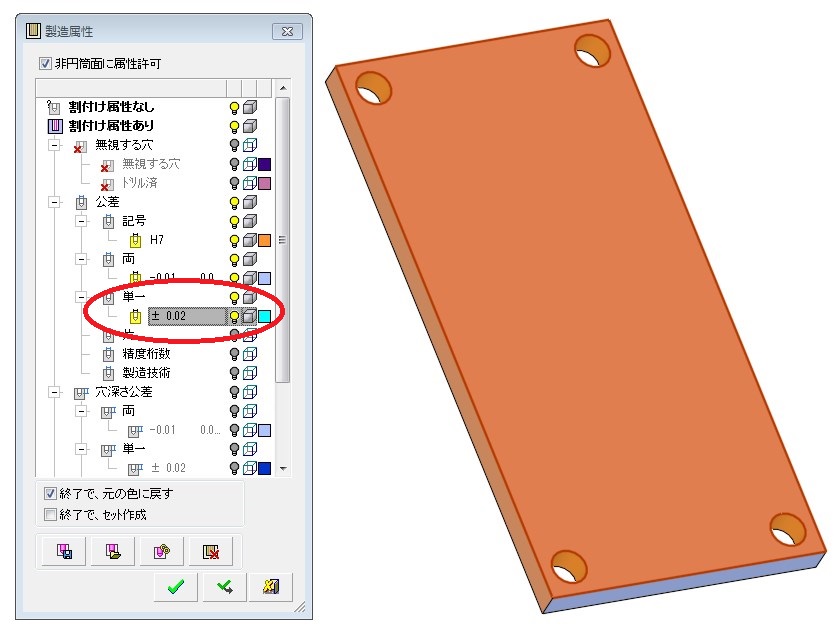 製造属性
非円筒面に属性許可
割付け属性なし
割付け属性あり
無視する穴
無視する穴
ドリル済
公差
記号
H7
両
-0.01 0.0
単一
± 0.02
精度桁数
製造技術
穴深さ公差
両
-0.01 0.0...
単一
± 0.02
終了で、元の色に戻す
終了で、セット作成